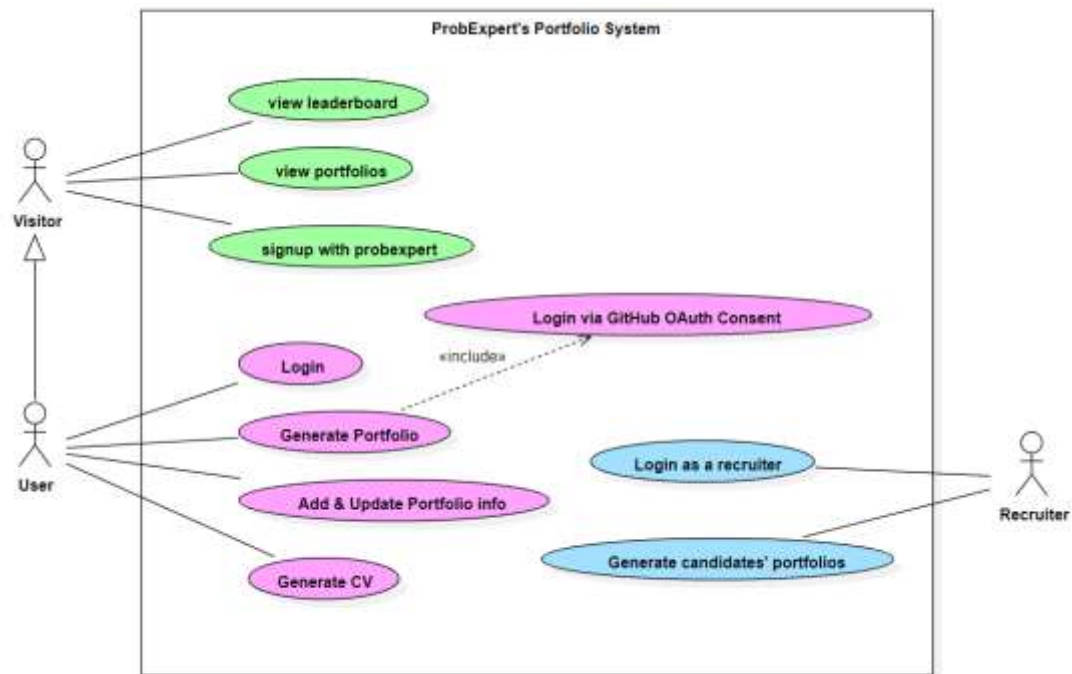 ProbExpert's Portfolio System
view leaderboard
view portfolios
Visitor
signup with probexpert
Login via GitHub OAuth Consent
«include»
Login
Generate Portfolio
User
Login as a recruiter
Add & Update Portfolio info
Recruiter
Generate candidates' portfolios
Generate CV